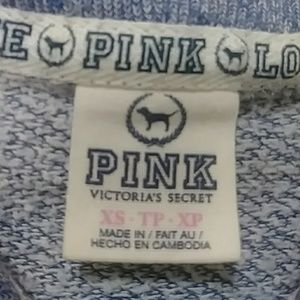 E PINK LO
PINK
VICTORIA'S SECRET
XS - TP - XP
MADE IN / FAIT AU /
HECHO EN CAMBODIA